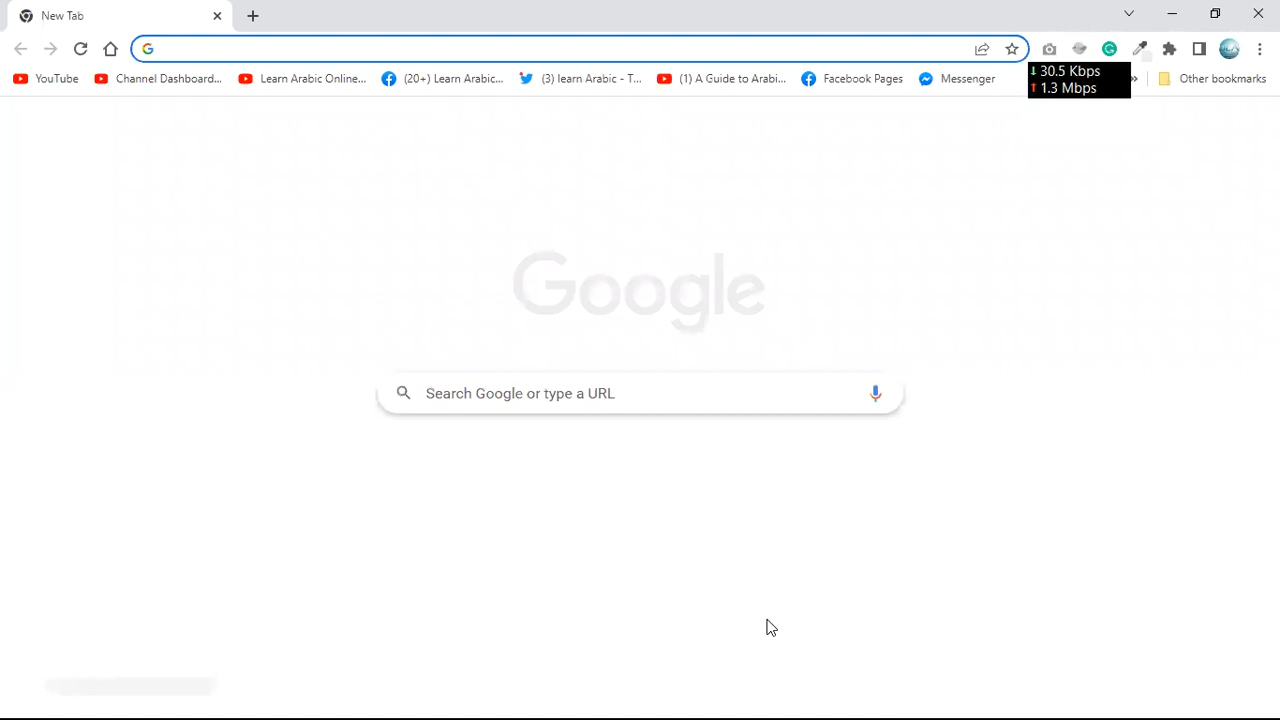 New Tab
YouTube
Channel Dashboard...
Learn Arabic Online...
(20+) Learn Arabic...
(3) learn Arabic - T...
(1) A Guide to Arabi...
Facebook Pages
Messenger
30.5 Kbps
1.3 Mbps
»
Other bookmarks
Google
Search Google or type a URL